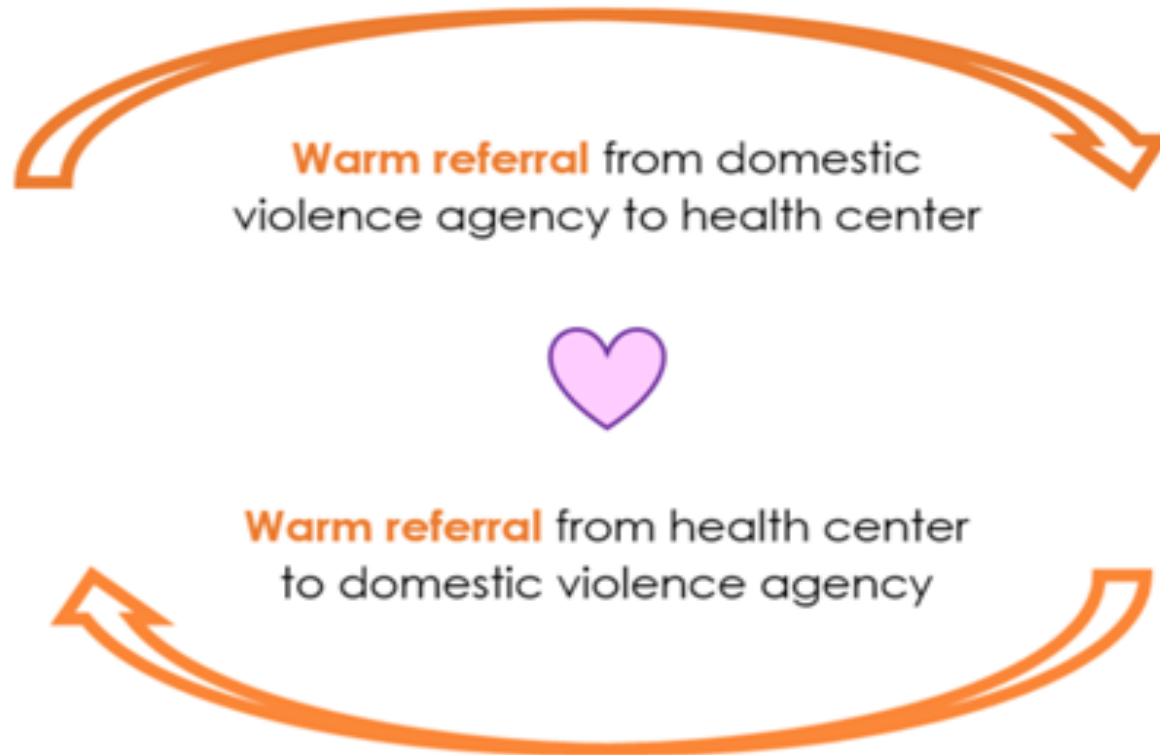 Warm referral from domestic
violence agency to health center
Warm referral from health center
to domestic violence agency